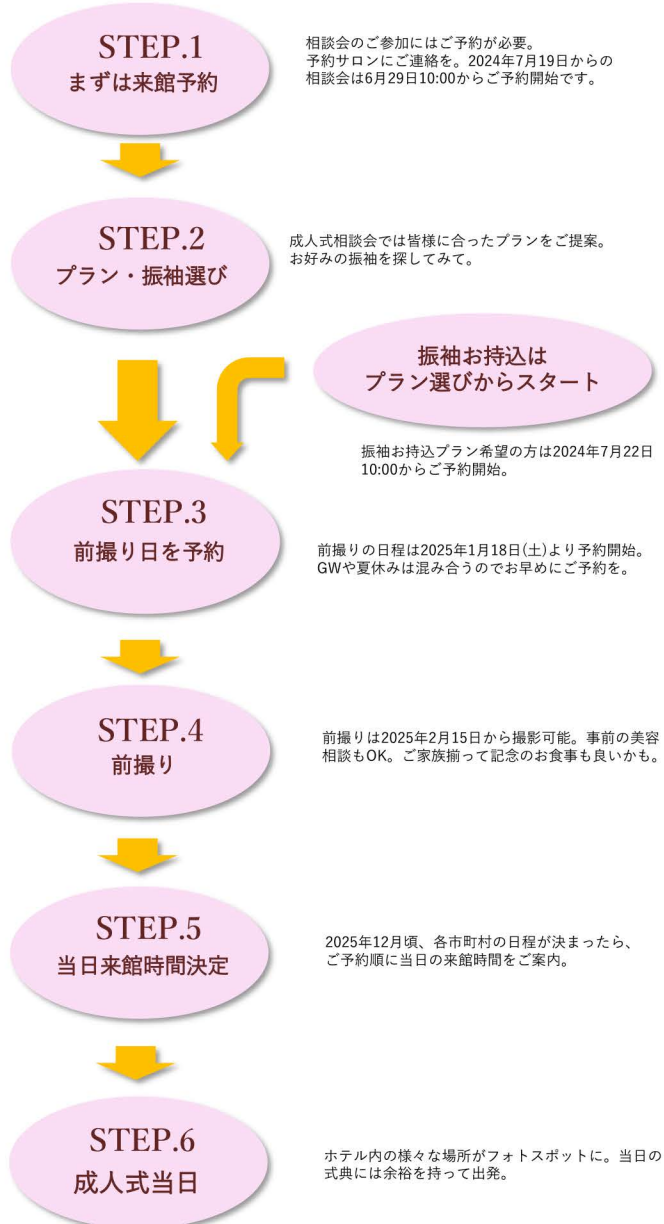 STEP.1
まずは来館予約
相談会のご参加にはご予約が必要。
予約サロンにご連絡を。2024年7月19日からの
相談会は6月29日10:00からご予約開始です。
STEP.2
プラン・振袖選び
成人式相談会では皆様に合ったプランをご提案。
お好みの振袖を探してみて。
振袖お持込は
プラン選びからスタート
振袖お持込プラン希望の方は2024年7月22日
10:00からご予約開始。
STEP.3
前撮り日を予約
前撮りの日程は2025年1月18日(土)より予約開始。
GWや夏休みは混み合うのでお早めにご予約を。
STEP.4
前撮り
前撮りは2025年2月15日から撮影可能。事前の美容
相談もOK。ご家族揃って記念のお食事も良いかも。
STEP.5
当日来館時間決定
2025年12月頃、各市町村の日程が決まったら、
ご予約順に当日の来館時間をご案内。
STEP.6
成人式当日
ホテル内の様々な場所がフォトスポットに。当日の
式典には余裕を持って出発。